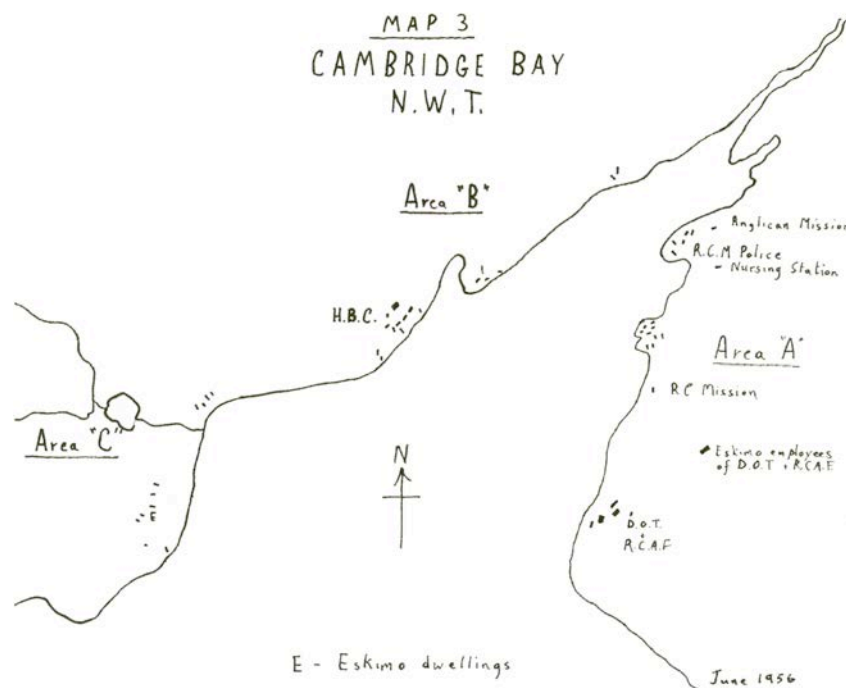 MAP 3
CAMBRIDGE BAY
N.W.T.
Area "B"
Anglican Mission
R.C.M Police
Nursing Station
H.B.C.
Area "A"
RC Mission
Area "C"
Eskimo employees
of D.O.T + R.C.A.F
N
E
D.O.T.
+
R.C.A.F
E - Eskimo dwellings
June 1956